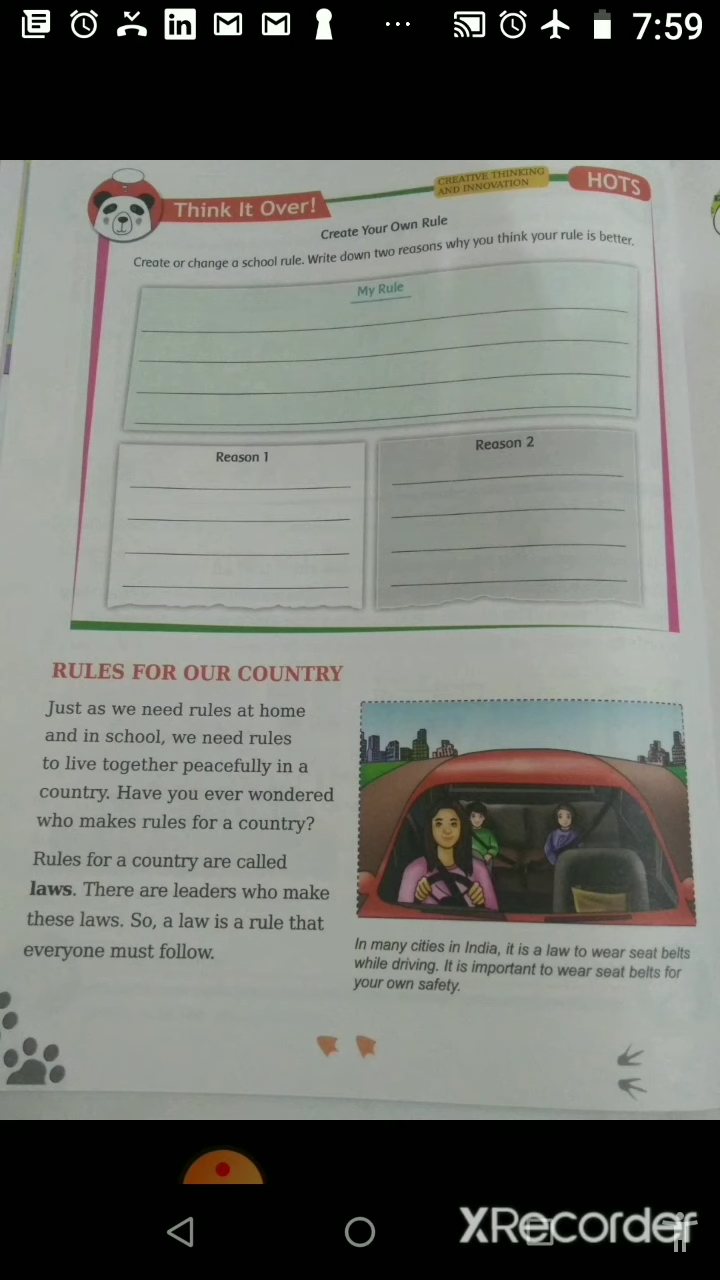 7:59
CREATIVE THINKING
AND INNOVATION
HOTS
Think It Over!
Create Your Own Rule
Create or change a school rule. Write down two reasons why you think your rule is better.
My Rule
Reason 1
Reason 2
RULES FOR OUR COUNTRY
Just as we need rules at home
and in school, we need rules
to live together peacefully in a
country. Have you ever wondered
who makes rules for a country?
Rules for a country are called
laws. There are leaders who make
these laws. So, a law is a rule that
everyone must follow.
In many cities in India, it is a law to wear seat belts
while driving. It is important to wear seat belts for
your own safety.
XRecorder